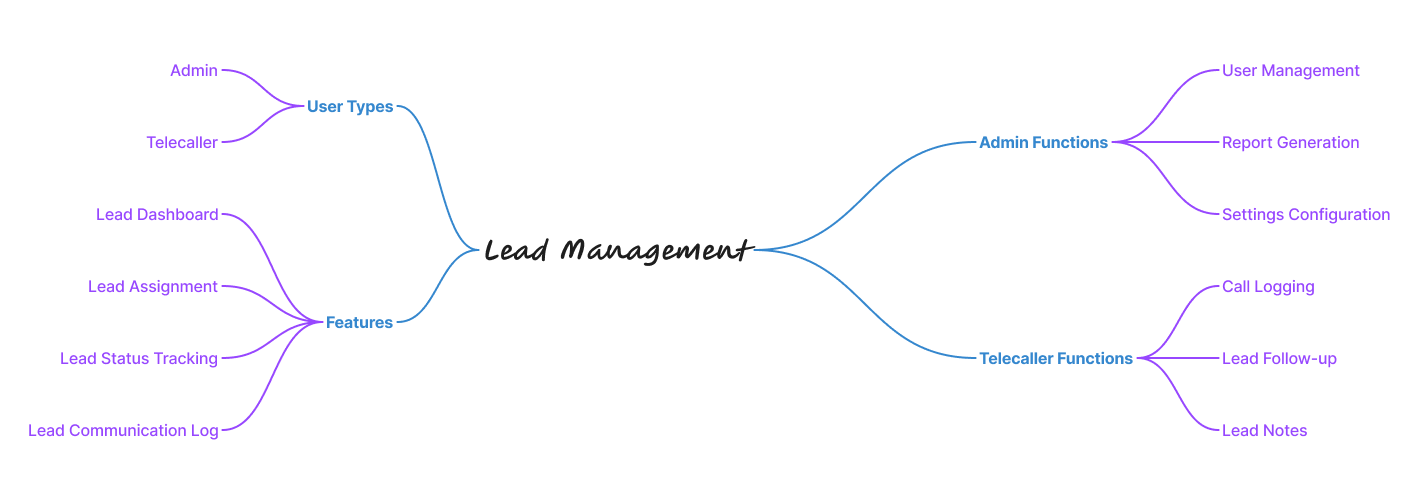 Lead Management
User Types
Admin
Telecaller
Features
Lead Dashboard
Lead Assignment
Lead Status Tracking
Lead Communication Log
Admin Functions
User Management
Report Generation
Settings Configuration
Telecaller Functions
Call Logging
Lead Follow-up
Lead Notes